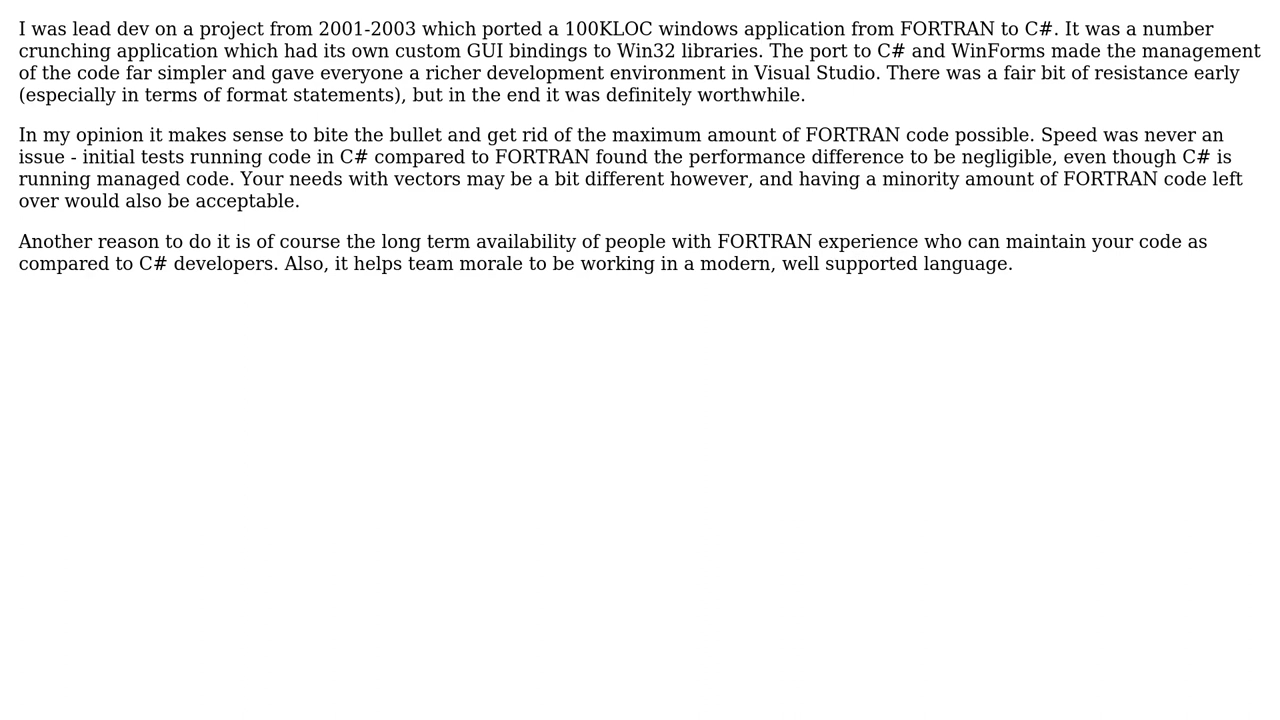 I was lead dev on a project from 2001-2003 which ported a 100KLOC windows application from FORTRAN to C#. It was a number
crunching application which had its own custom GUI bindings to Win32 libraries. The port to C# and WinForms made the management
of the code far simpler and gave everyone a richer development environment in Visual Studio. There was a fair bit of resistance early
(especially in terms of format statements), but in the end it was definitely worthwhile.
In my opinion it makes sense to bite the bullet and get rid of the maximum amount of FORTRAN code possible. Speed was never an
issue - initial tests running code in C# compared to FORTRAN found the performance difference to be negligible, even though C# is
running managed code. Your needs with vectors may be a bit different however, and having a minority amount of FORTRAN code left
over would also be acceptable.
Another reason to do it is of course the long term availability of people with FORTRAN experience who can maintain your code as
compared to C# developers. Also, it helps team morale to be working in a modern, well supported language.